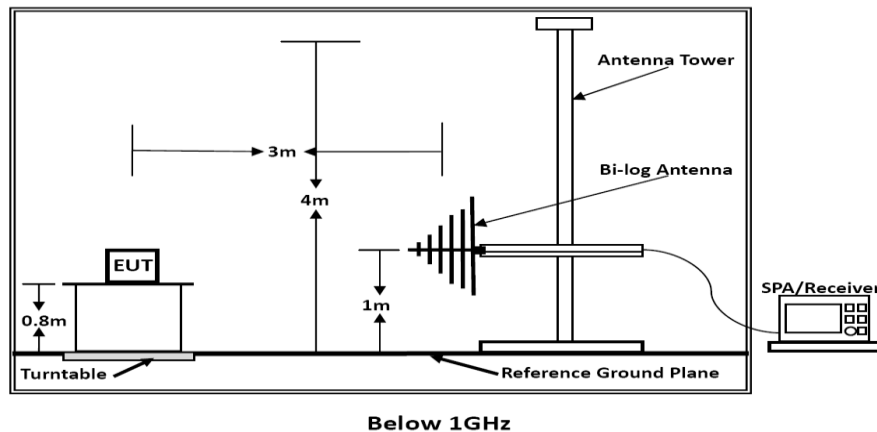 Antenna Tower
3m
Bi-log Antenna
4m
EUT
SPA/Receiver
1m
0.8m
Turntable
Reference Ground Plane
Below 1GHz